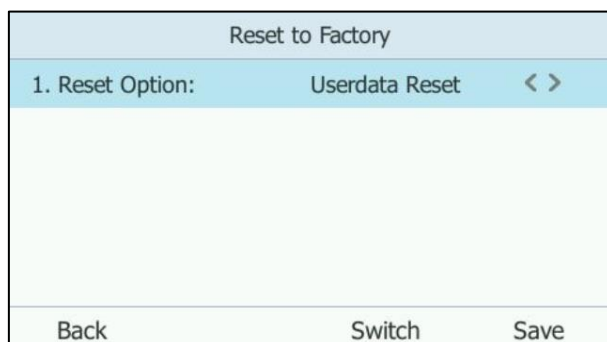 Reset to Factory
1. Reset Option: Userdata Reset < >
Back Switch Save